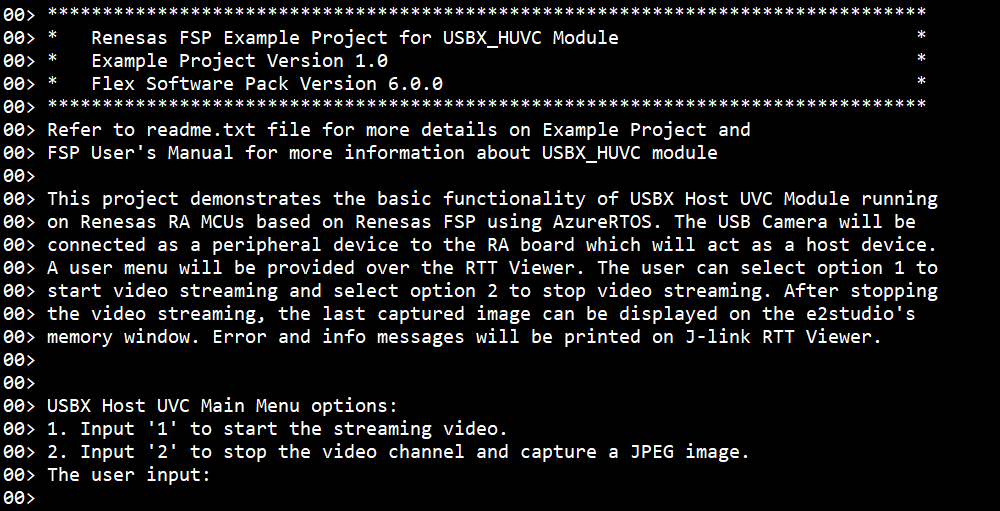 00> ********************************************************************************
00> *   Renesas FSP Example Project for USBX_HUVC Module                           *
00> *   Example Project Version 1.0                                                *
00> *   Flex Software Pack Version 6.0.0                                           *
00> ********************************************************************************
00> Refer to readme.txt file for more details on Example Project and
00> FSP User's Manual for more information about USBX_HUVC module
00>
00> This project demonstrates the basic functionality of USBX Host UVC Module running
00> on Renesas RA MCUs based on Renesas FSP using AzureRTOS. The USB Camera will be
00> connected as a peripheral device to the RA board which will act as a host device.
00> A user menu will be provided over the RTT Viewer. The user can select option 1 to
00> start video streaming and select option 2 to stop video streaming. After stopping
00> the video streaming, the last captured image can be displayed on the e2studio's
00> memory window. Error and info messages will be printed on J-link RTT Viewer.
00>
00>
00> USBX Host UVC Main Menu options:
00> 1. Input '1' to start the streaming video.
00> 2. Input '2' to stop the video channel and capture a JPEG image.
00> The user input:
00>